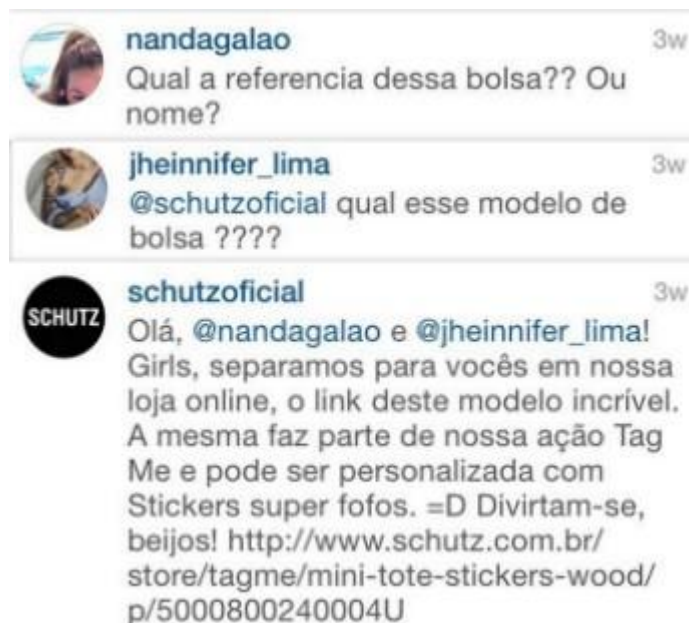 nandagalao 3w
Qual a referencia dessa bolsa?? Ou
nome?
jheinnifer_lima 3w
@schutzoficial qual esse modelo de
bolsa ????
schutzoficial 3w
SCHUTZ
Olá, @nandagalao e @jheinnifer_lima!
Girls, separamos para vocês em nossa
loja online, o link deste modelo incrível.
A mesma faz parte de nossa ação Tag
Me e pode ser personalizada com
Stickers super fofos. =D Divirtam-se,
beijos! http://www.schutz.com.br/
store/tagme/mini-tote-stickers-wood/
p/5000800240004U